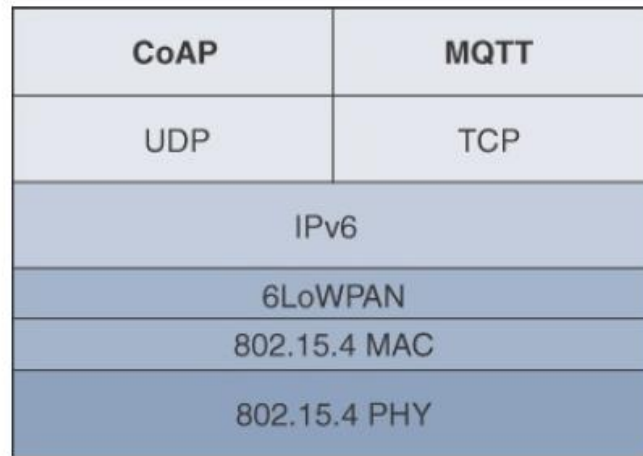 CoAP MQTT
UDP TCP
IPv6
6LoWPAN
802.15.4 MAC
802.15.4 PHY